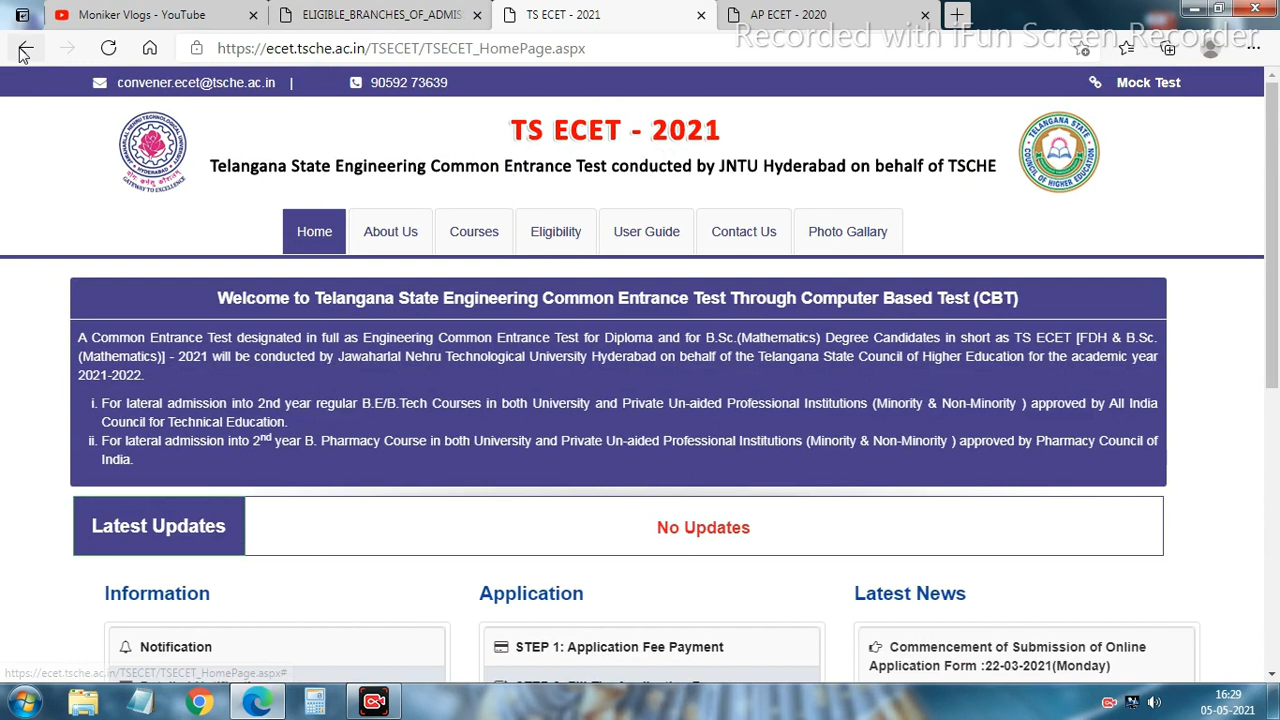 Moniker Vlogs - YouTube
ELIGIBLE_BRANCHES_OF_ADMIS
TS ECET - 2021
AP ECET - 2020
Recorded with iFun Screen Recorder
https://ecet.tsche.ac.in/TSECET/TSECET_HomePage.aspx
convener.ecet@tsche.ac.in |
90592 73639
Mock Test
TS ECET - 2021
Telangana State Engineering Common Entrance Test conducted by JNTU Hyderabad on behalf of TSCHE
Home
About Us
Courses
Eligibility
User Guide
Contact Us
Photo Gallary
Welcome to Telangana State Engineering Common Entrance Test Through Computer Based Test (CBT)
A Common Entrance Test designated in full as Engineering Common Entrance Test for Diploma and for B.Sc.(Mathematics) Degree Candidates in short as TS ECET [FDH & B.Sc.
(Mathematics)] - 2021 will be conducted by Jawaharlal Nehru Technological University Hyderabad on behalf of the Telangana State Council of Higher Education for the academic year
2021-2022.
i. For lateral admission into 2nd year regular B.E/B.Tech Courses in both University and Private Un-aided Professional Institutions (Minority & Non-Minority ) approved by All India
Council for Technical Education.
ii. For lateral admission into 2nd year B. Pharmacy Course in both University and Private Un-aided Professional Institutions (Minority & Non-Minority ) approved by Pharmacy Council of
India.
Latest Updates
No Updates
Information
Application
Latest News
Notification
STEP 1: Application Fee Payment
Commencement of Submission of Online
Application Form :22-03-2021(Monday)
https://ecet.tsche.ac.in/TSECET/TSECET_HomePage.aspx#
16:29
05-05-2021